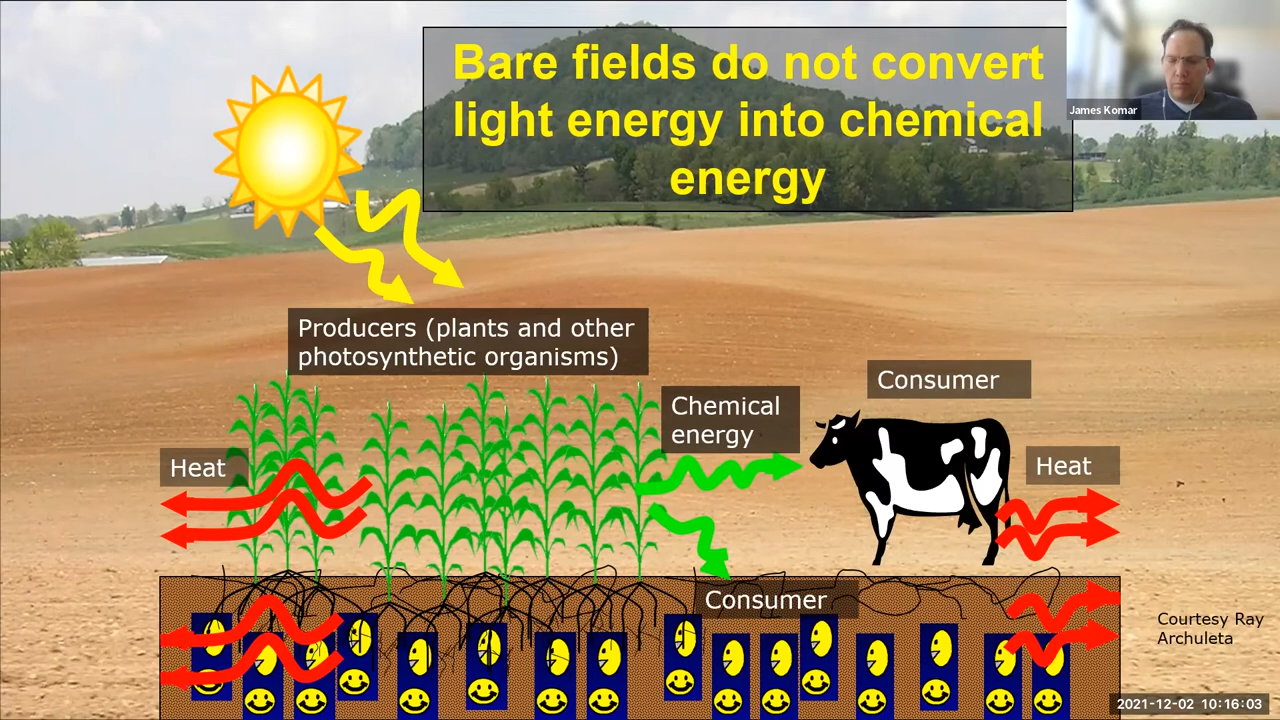 Bare fields do not convert
light energy into chemical
energy
James Komar
Producers (plants and other
photosynthetic organisms)
Consumer
Chemical
energy
Heat
Heat
Consumer
Courtesy Ray
Archuleta
2021-12-02 10:16:03